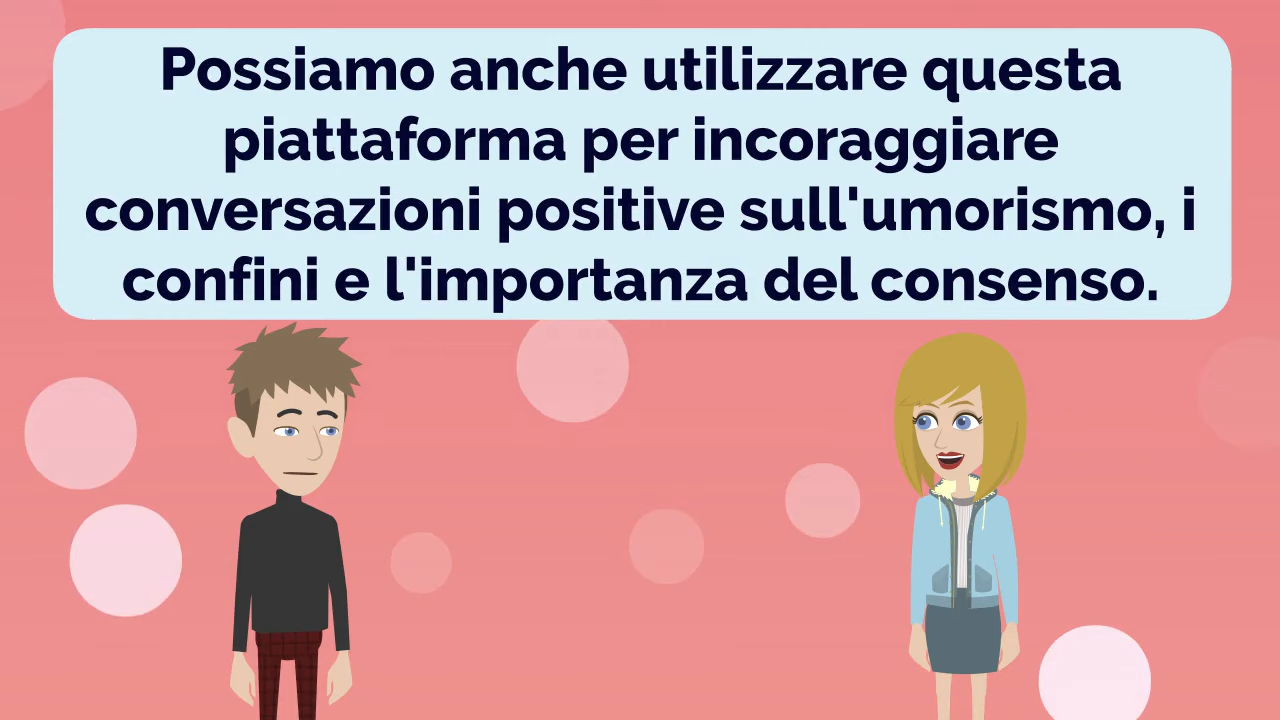 Possiamo anche utilizzare questa
piattaforma per incoraggiare
conversazioni positive sull'umorismo, i
confini e l'importanza del consenso.